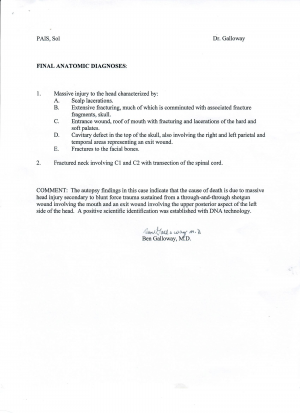 PAIS, Sol Dr. Galloway
FINAL ANATOMIC DIAGNOSES:
1. Massive injury to the head characterized by:
A. Scalp lacerations.
B. Extensive fracturing, much of which is comminuted with associated fracture
fragments, skull.
C. Entrance wound, roof of mouth with fracturing and lacerations of the hard and
soft palates.
D. Cavitary defect in the top of the skull, also involving the right and left parietal and
temporal areas representing an exit wound.
E. Fractures to the facial bones.
2. Fractured neck involving C1 and C2 with transection of the spinal cord.
COMMENT: The autopsy findings in this case indicate that the cause of death is due to massive
head injury secondary to blunt force trauma sustained from a through-and-through shotgun
wound involving the mouth and an exit wound involving the upper posterior aspect of the left
side of the head. A positive scientific identification was established with DNA technology.
Ben Galloway, M.D.